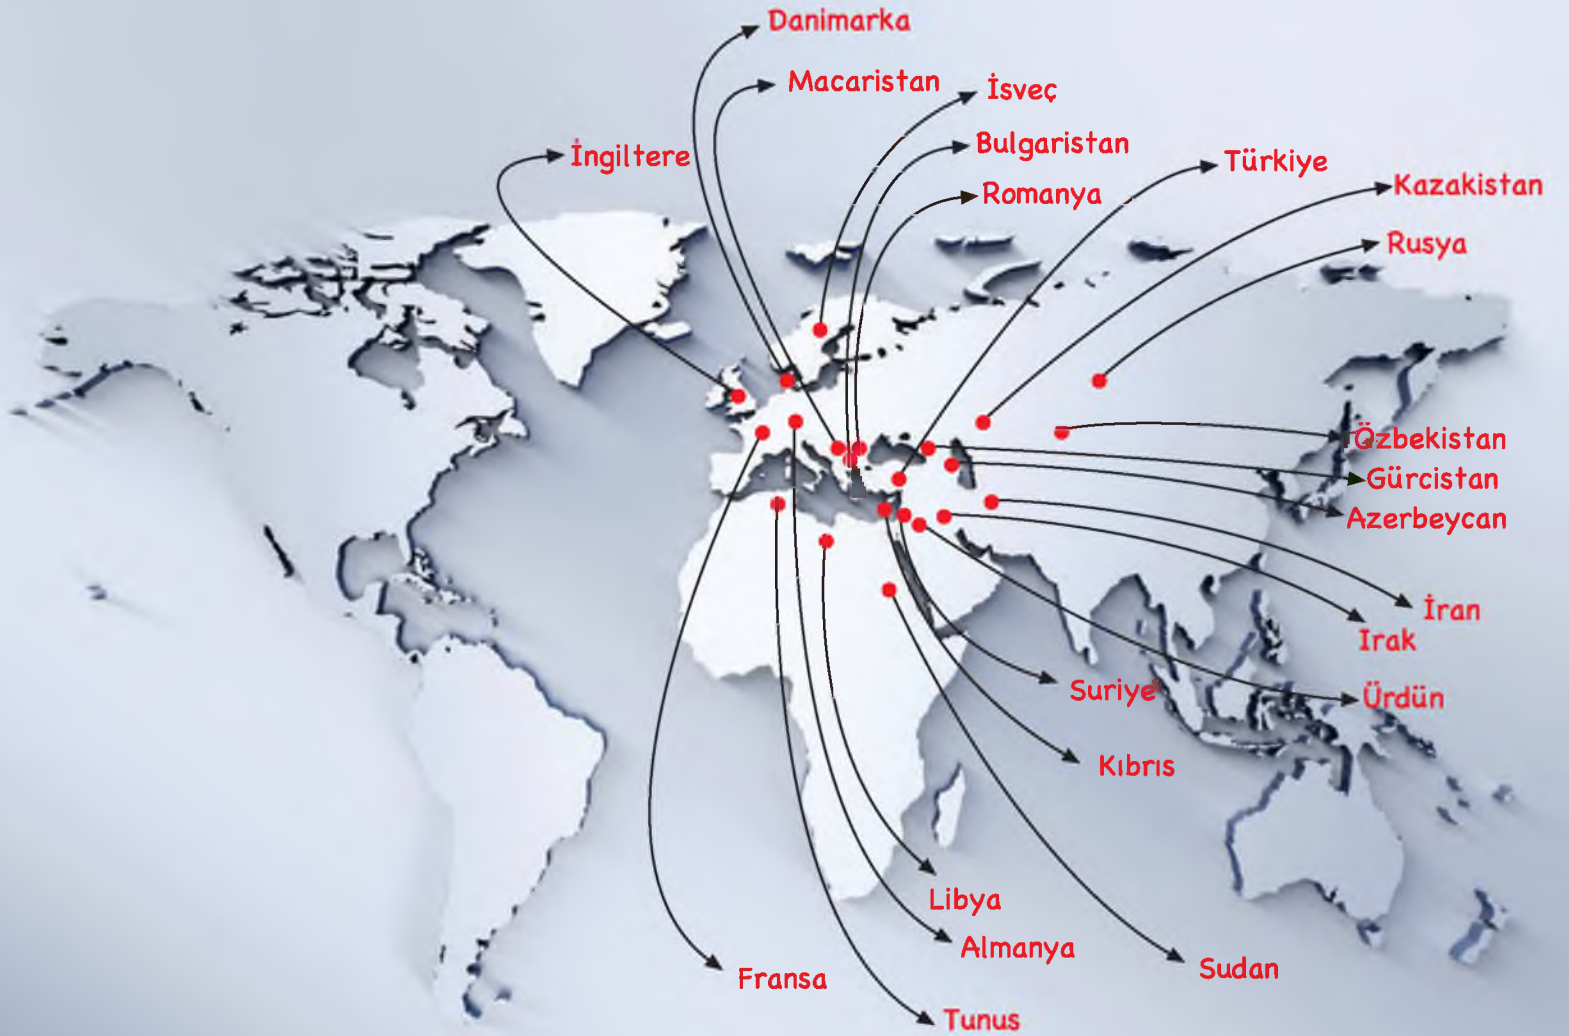 Danimarka
Macaristan
İsveç
Bulgaristan
İngiltere
Türkiye
Kazakistan
Romanya
Rusya
Özbekistan
Gürcistan
Azerbeycan
İran
Irak
Suriye
Ürdün
Kıbrıs
Libya
Almanya
Sudan
Fransa
Tunus